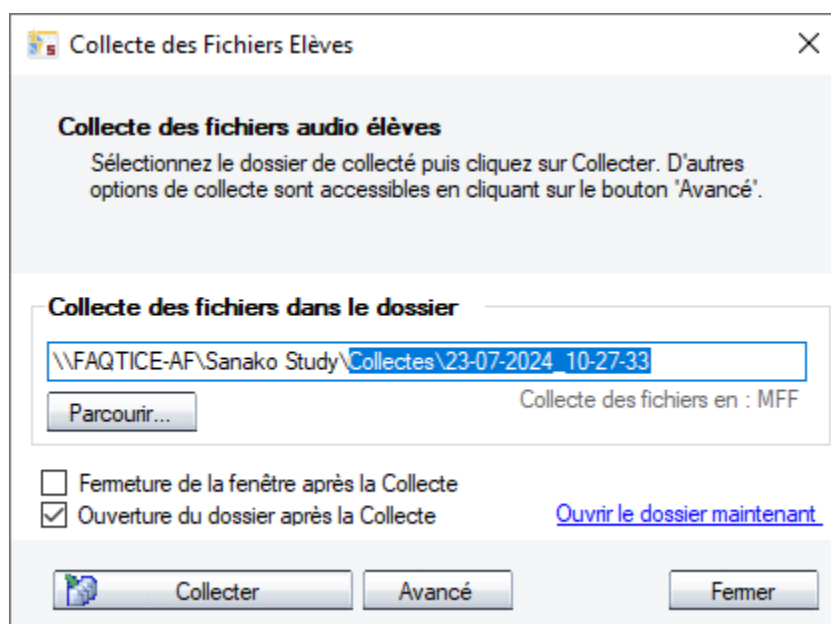 Collecte des Fichiers Elèves
Collecte des fichiers audio élèves
Sélectionnez le dossier de collecté puis cliquez sur Collecter. D'autres
options de collecte sont accessibles en cliquant sur le bouton 'Avancé'.
Collecte des fichiers dans le dossier
\\FAQTICE-AF\Sanako Study\Collectes\23-07-2024_10-27-33
Parcourir...
Collecte des fichiers en : MFF
Fermeture de la fenêtre après la Collecte
Ouverture du dossier après la Collecte
Ouvrir le dossier maintenant
Collecter
Avancé
Fermer